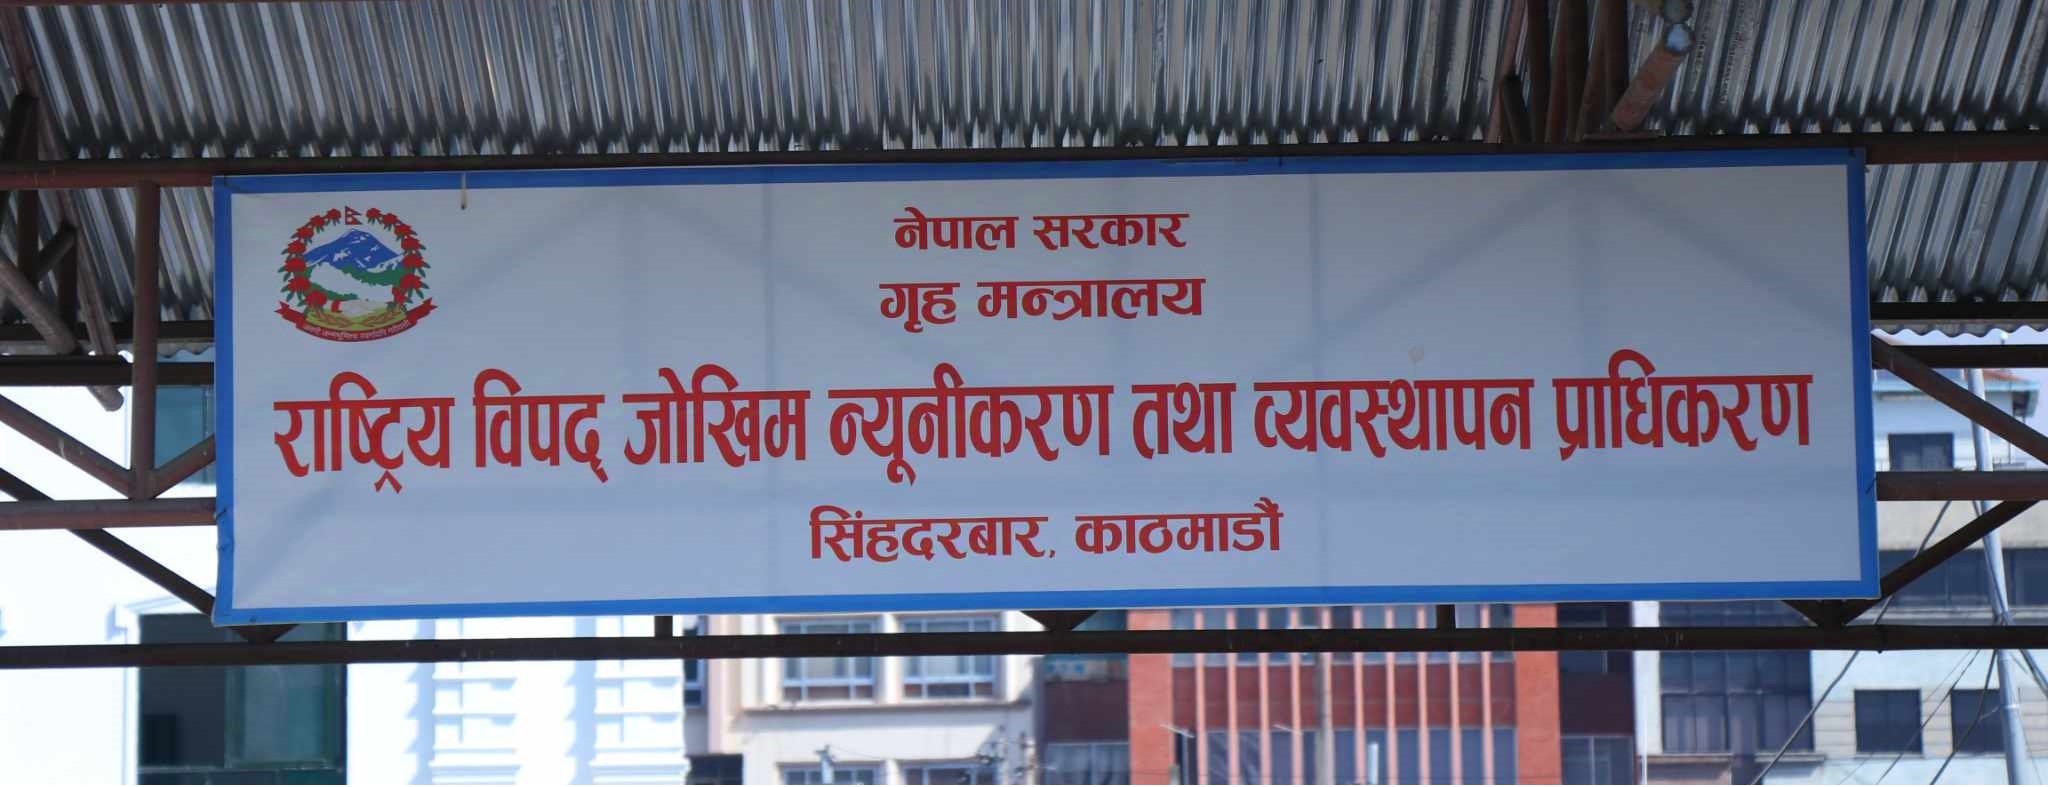 नेपाल सरकार
गृह मन्त्रालय
राष्ट्रिय विपद् जोखिम न्यूनीकरण तथा व्यवस्थापन प्राधिकरण
सिंहदरबार, काठमाडौं